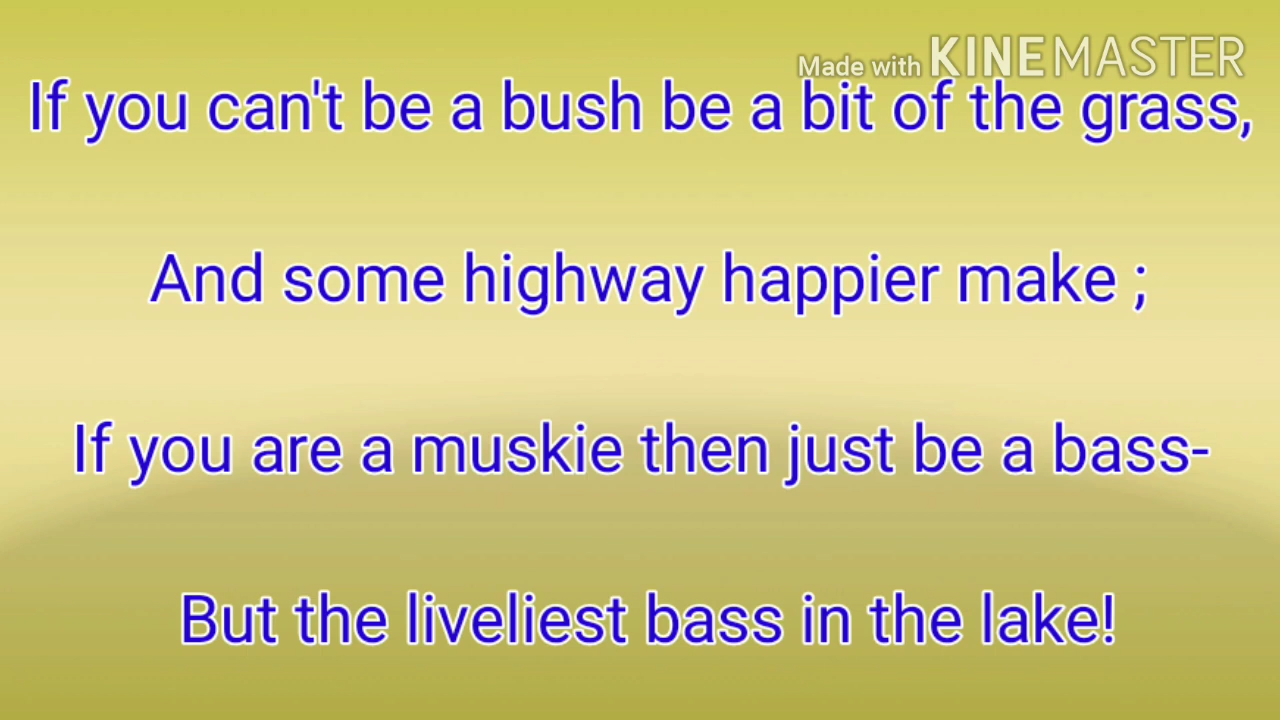 Made with KINEMASTER
If you can't be a bush be a bit of the grass,
And some highway happier make ;
If you are a muskie then just be a bass-
But the liveliest bass in the lake!